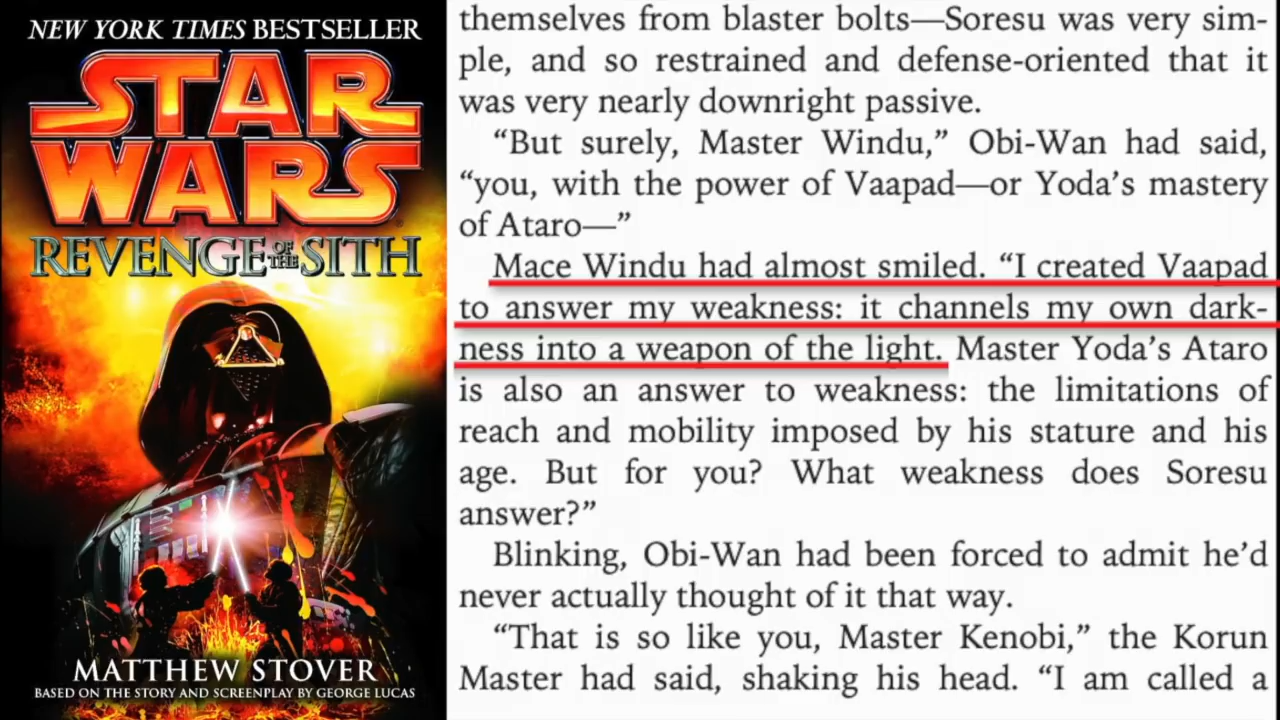 NEW YORK TIMES BESTSELLER
STAR
WARS
REVENGE OF THE SITH
MATTHEW STOVER
BASED ON THE STORY AND SCREENPLAY BY GEORGE LUCAS
themselves from blaster bolts—Soresu was very sim-
ple, and so restrained and defense-oriented that it
was very nearly downright passive.
“But surely, Master Windu,” Obi-Wan had said,
“you, with the power of Vaapad—or Yoda’s mastery
of Ataro—”
Mace Windu had almost smiled. “I created Vaapad
to answer my weakness: it channels my own dark-
ness into a weapon of the light. Master Yoda’s Ataro
is also an answer to weakness: the limitations of
reach and mobility imposed by his stature and his
age. But for you? What weakness does Soresu
answer?”
Blinking, Obi-Wan had been forced to admit he’d
never actually thought of it that way.
“That is so like you, Master Kenobi,” the Korun
Master had said, shaking his head. “I am called a